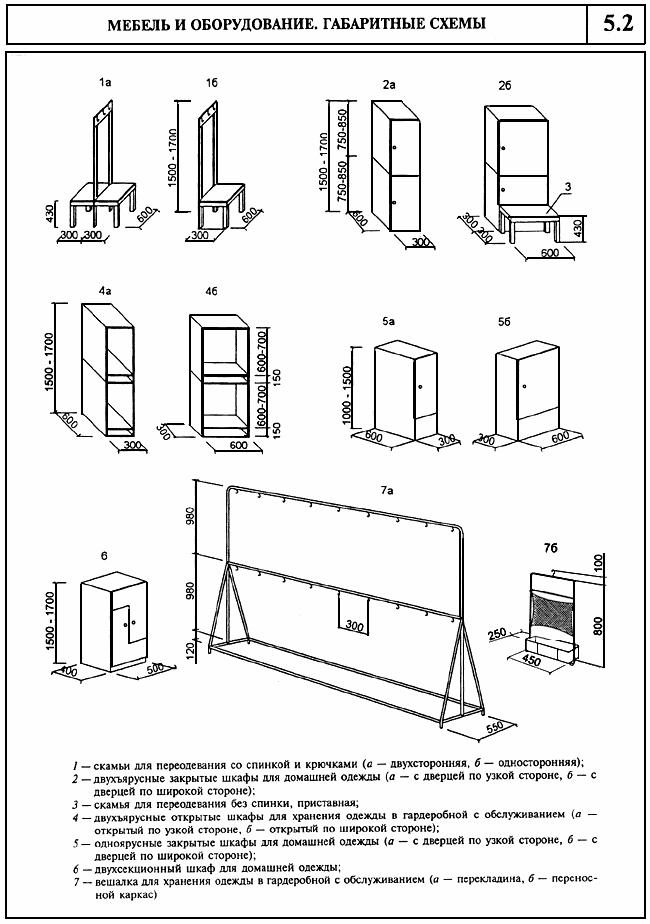 МЕБЕЛЬ И ОБОРУДОВАНИЕ. ГАБАРИТНЫЕ СХЕМЫ
5.2
1а
1б
2а
2б
1500 - 1700
430
300 300
600
300
600
1500 - 1700
750-850
750-850
600
300
3
300
300
430
600
4а
4б
5а
5б
1500 - 1700
600
300
600-700
150
600-700
150
300
600
1000 - 1500
600
300
300
600
7а
980
980
120
300
550
6
1500 - 1700
400
500
7б
100
800
250
450
1 — скамьи для переодевания со спинкой и крючками (а — двухсторонняя, б — односторонняя);
2 — двухъярусные закрытые шкафы для домашней одежды (а — с дверцей по узкой стороне, б — с
дверцей по широкой стороне);
3 — скамья для переодевания без спинки, приставная;
4 — двухъярусные открытые шкафы для хранения одежды в гардеробной с обслуживанием (а —
открытый по узкой стороне, б — открытый по широкой стороне);
5 — одноярусные закрытые шкафы для домашней одежды (а — с дверцей по узкой стороне, б — с
дверцей по широкой стороне);
6 — двухсекционный шкаф для домашней одежды;
7 — вешалка для хранения одежды в гардеробной с обслуживанием (а — перекладина, б — перенос-
ной каркас)